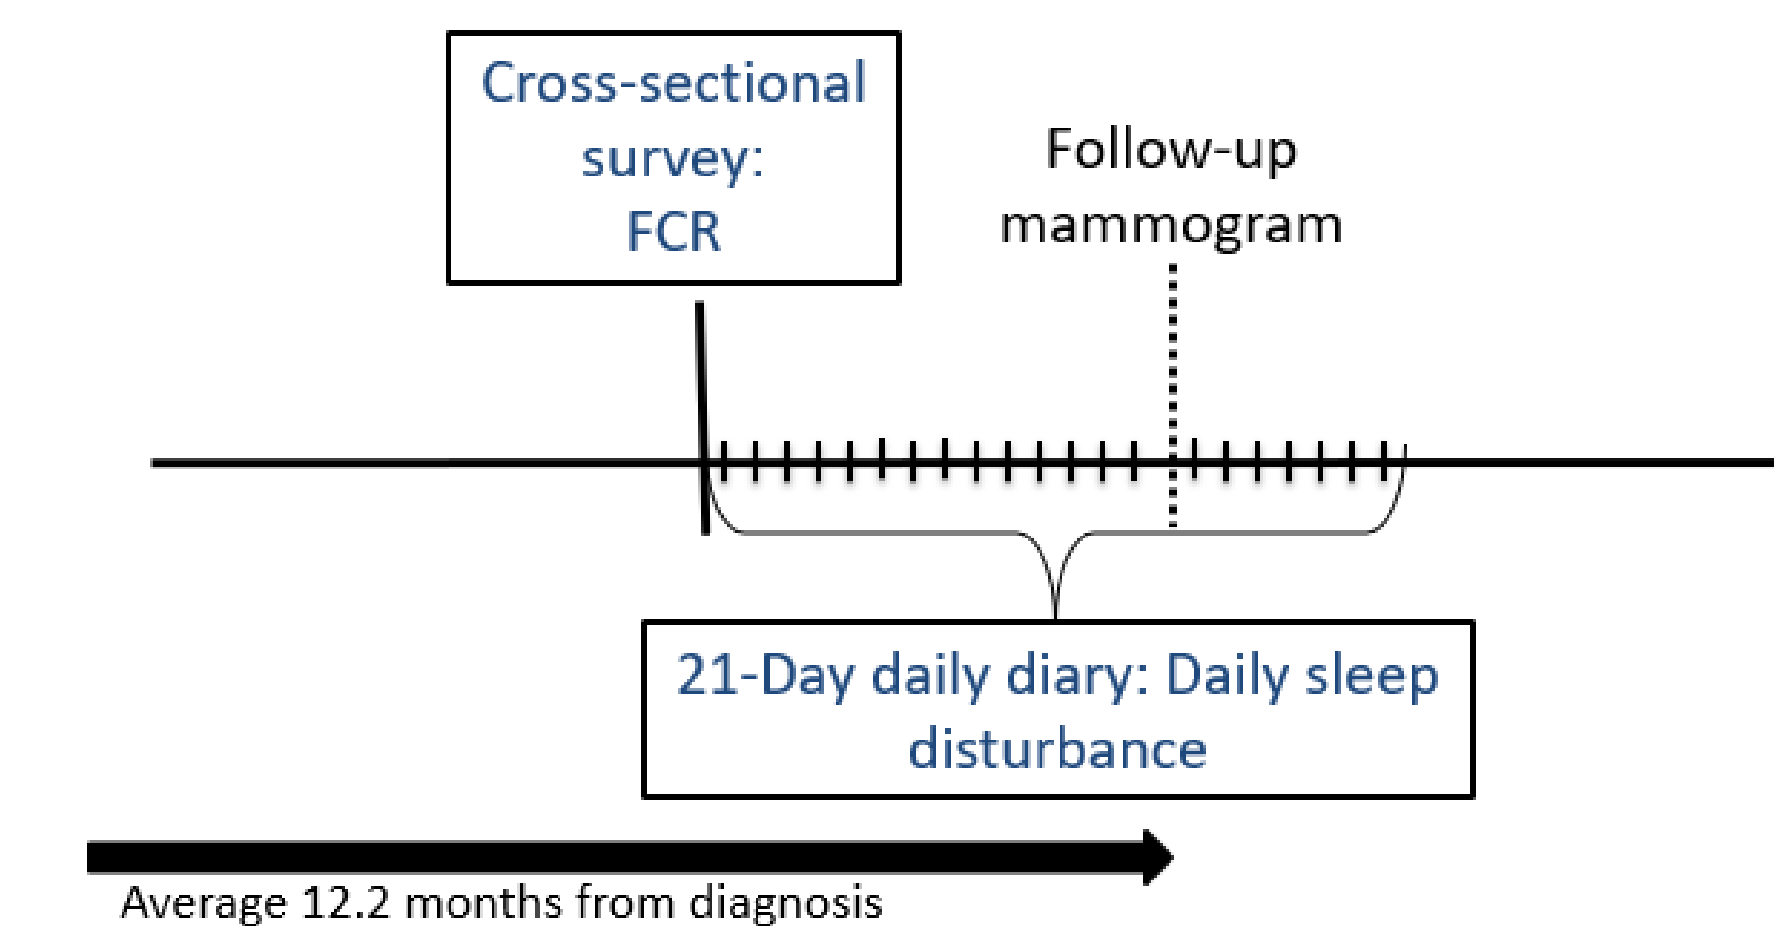 Cross-sectional
survey:
FCR
Follow-up
mammogram
21-Day daily diary: Daily sleep
disturbance
Average 12.2 months from diagnosis